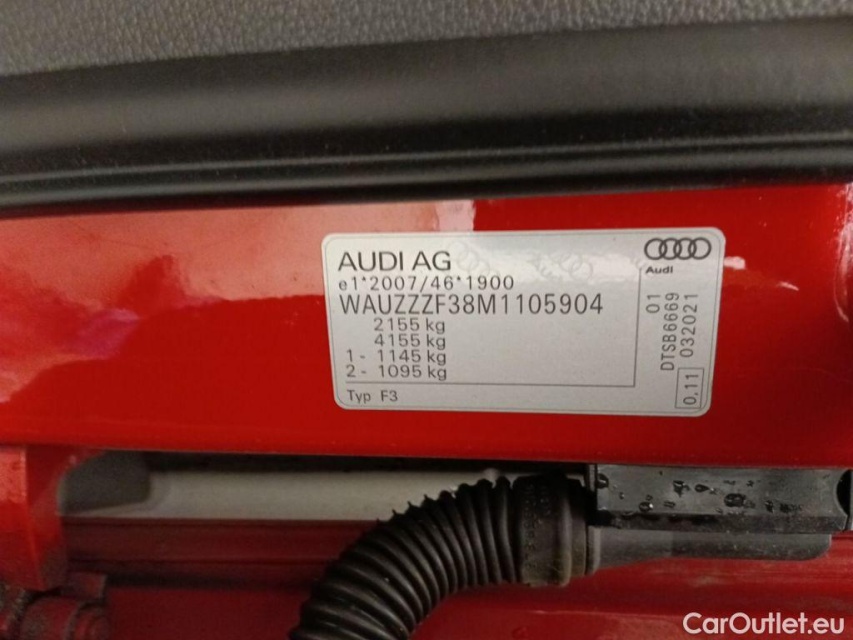 AUDI AG
Audi
e1*2007/46*1900
WAUZZZF38M1105904
2155 kg
4155 kg
1- 1145 kg
2- 1095 kg
Typ F3
01
DTSB6669
032021
0,11
CarOutlet.eu